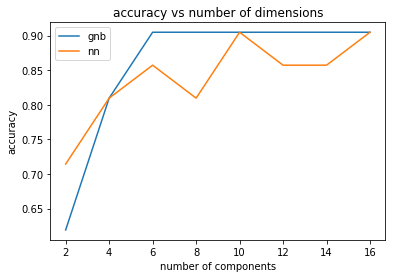 accuracy vs number of dimensions
gnb
nn
0.90
0.85
0.80
0.75
0.70
0.65
accuracy
2 4 6 8 10 12 14 16
number of components